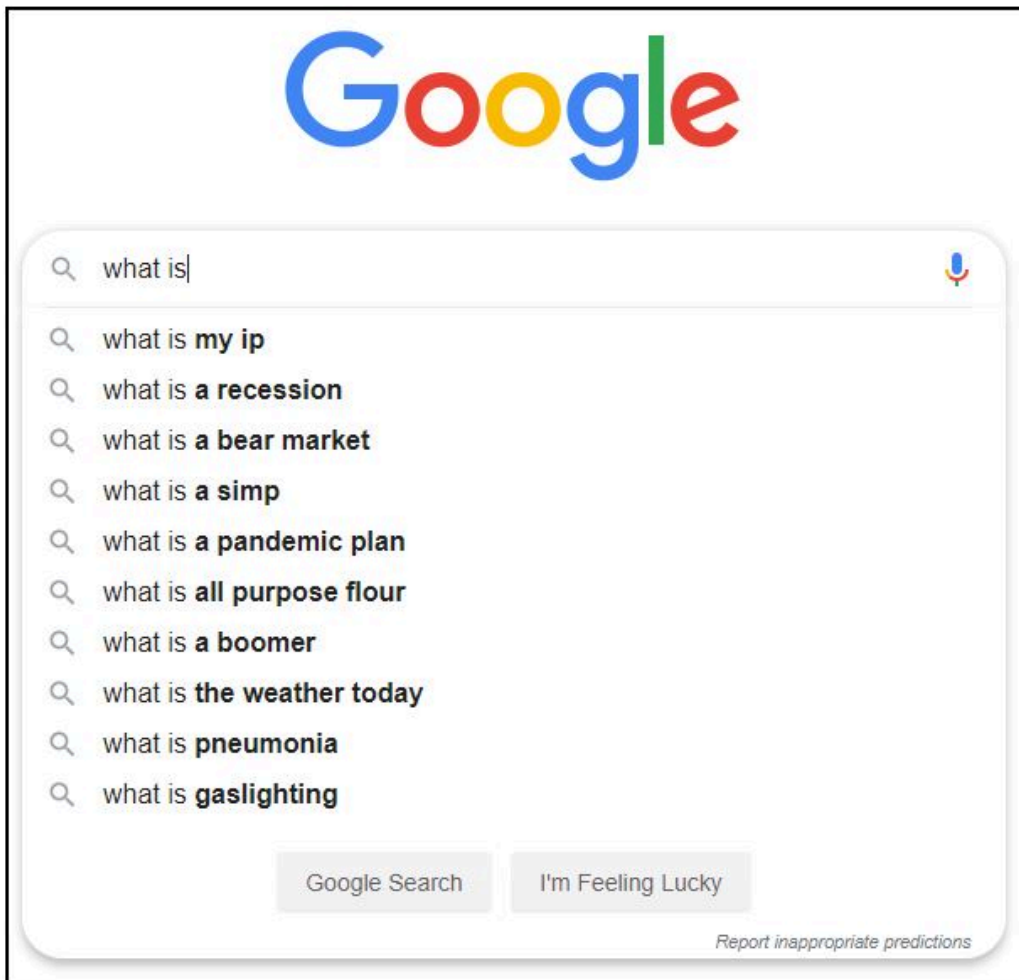 Google
what is
what is my ip
what is a recession
what is a bear market
what is a simp
what is a pandemic plan
what is all purpose flour
what is a boomer
what is the weather today
what is pneumonia
what is gaslighting
Google Search I'm Feeling Lucky
Report inappropriate predictions